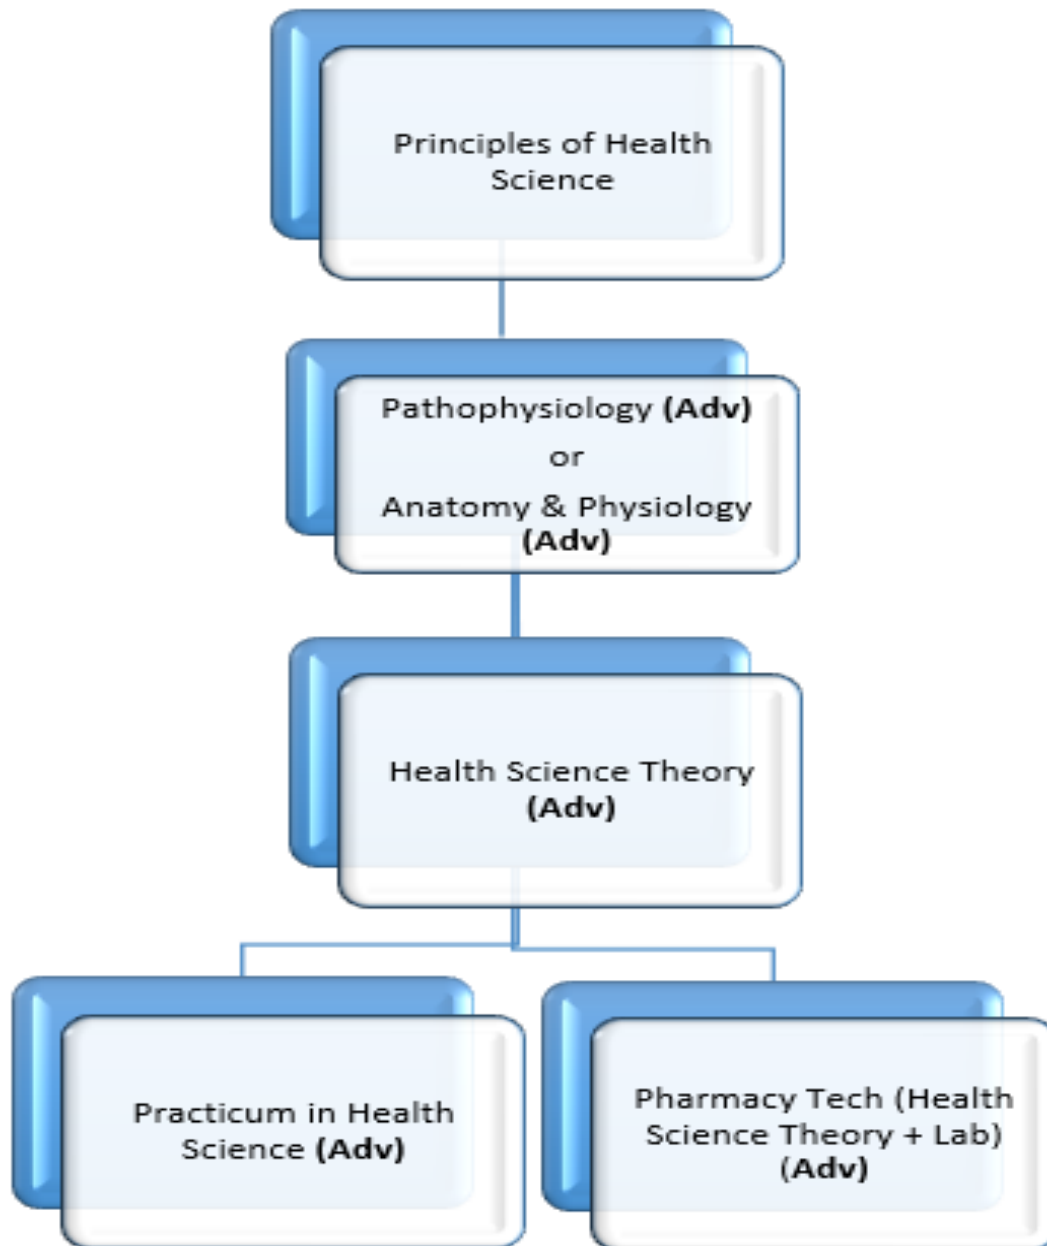 Principles of Health
Science
Pathophysiology (Adv)
or
Anatomy & Physiology
(Adv)
Health Science Theory
(Adv)
Practicum in Health
Science (Adv)
Pharmacy Tech (Health
Science Theory + Lab)
(Adv)